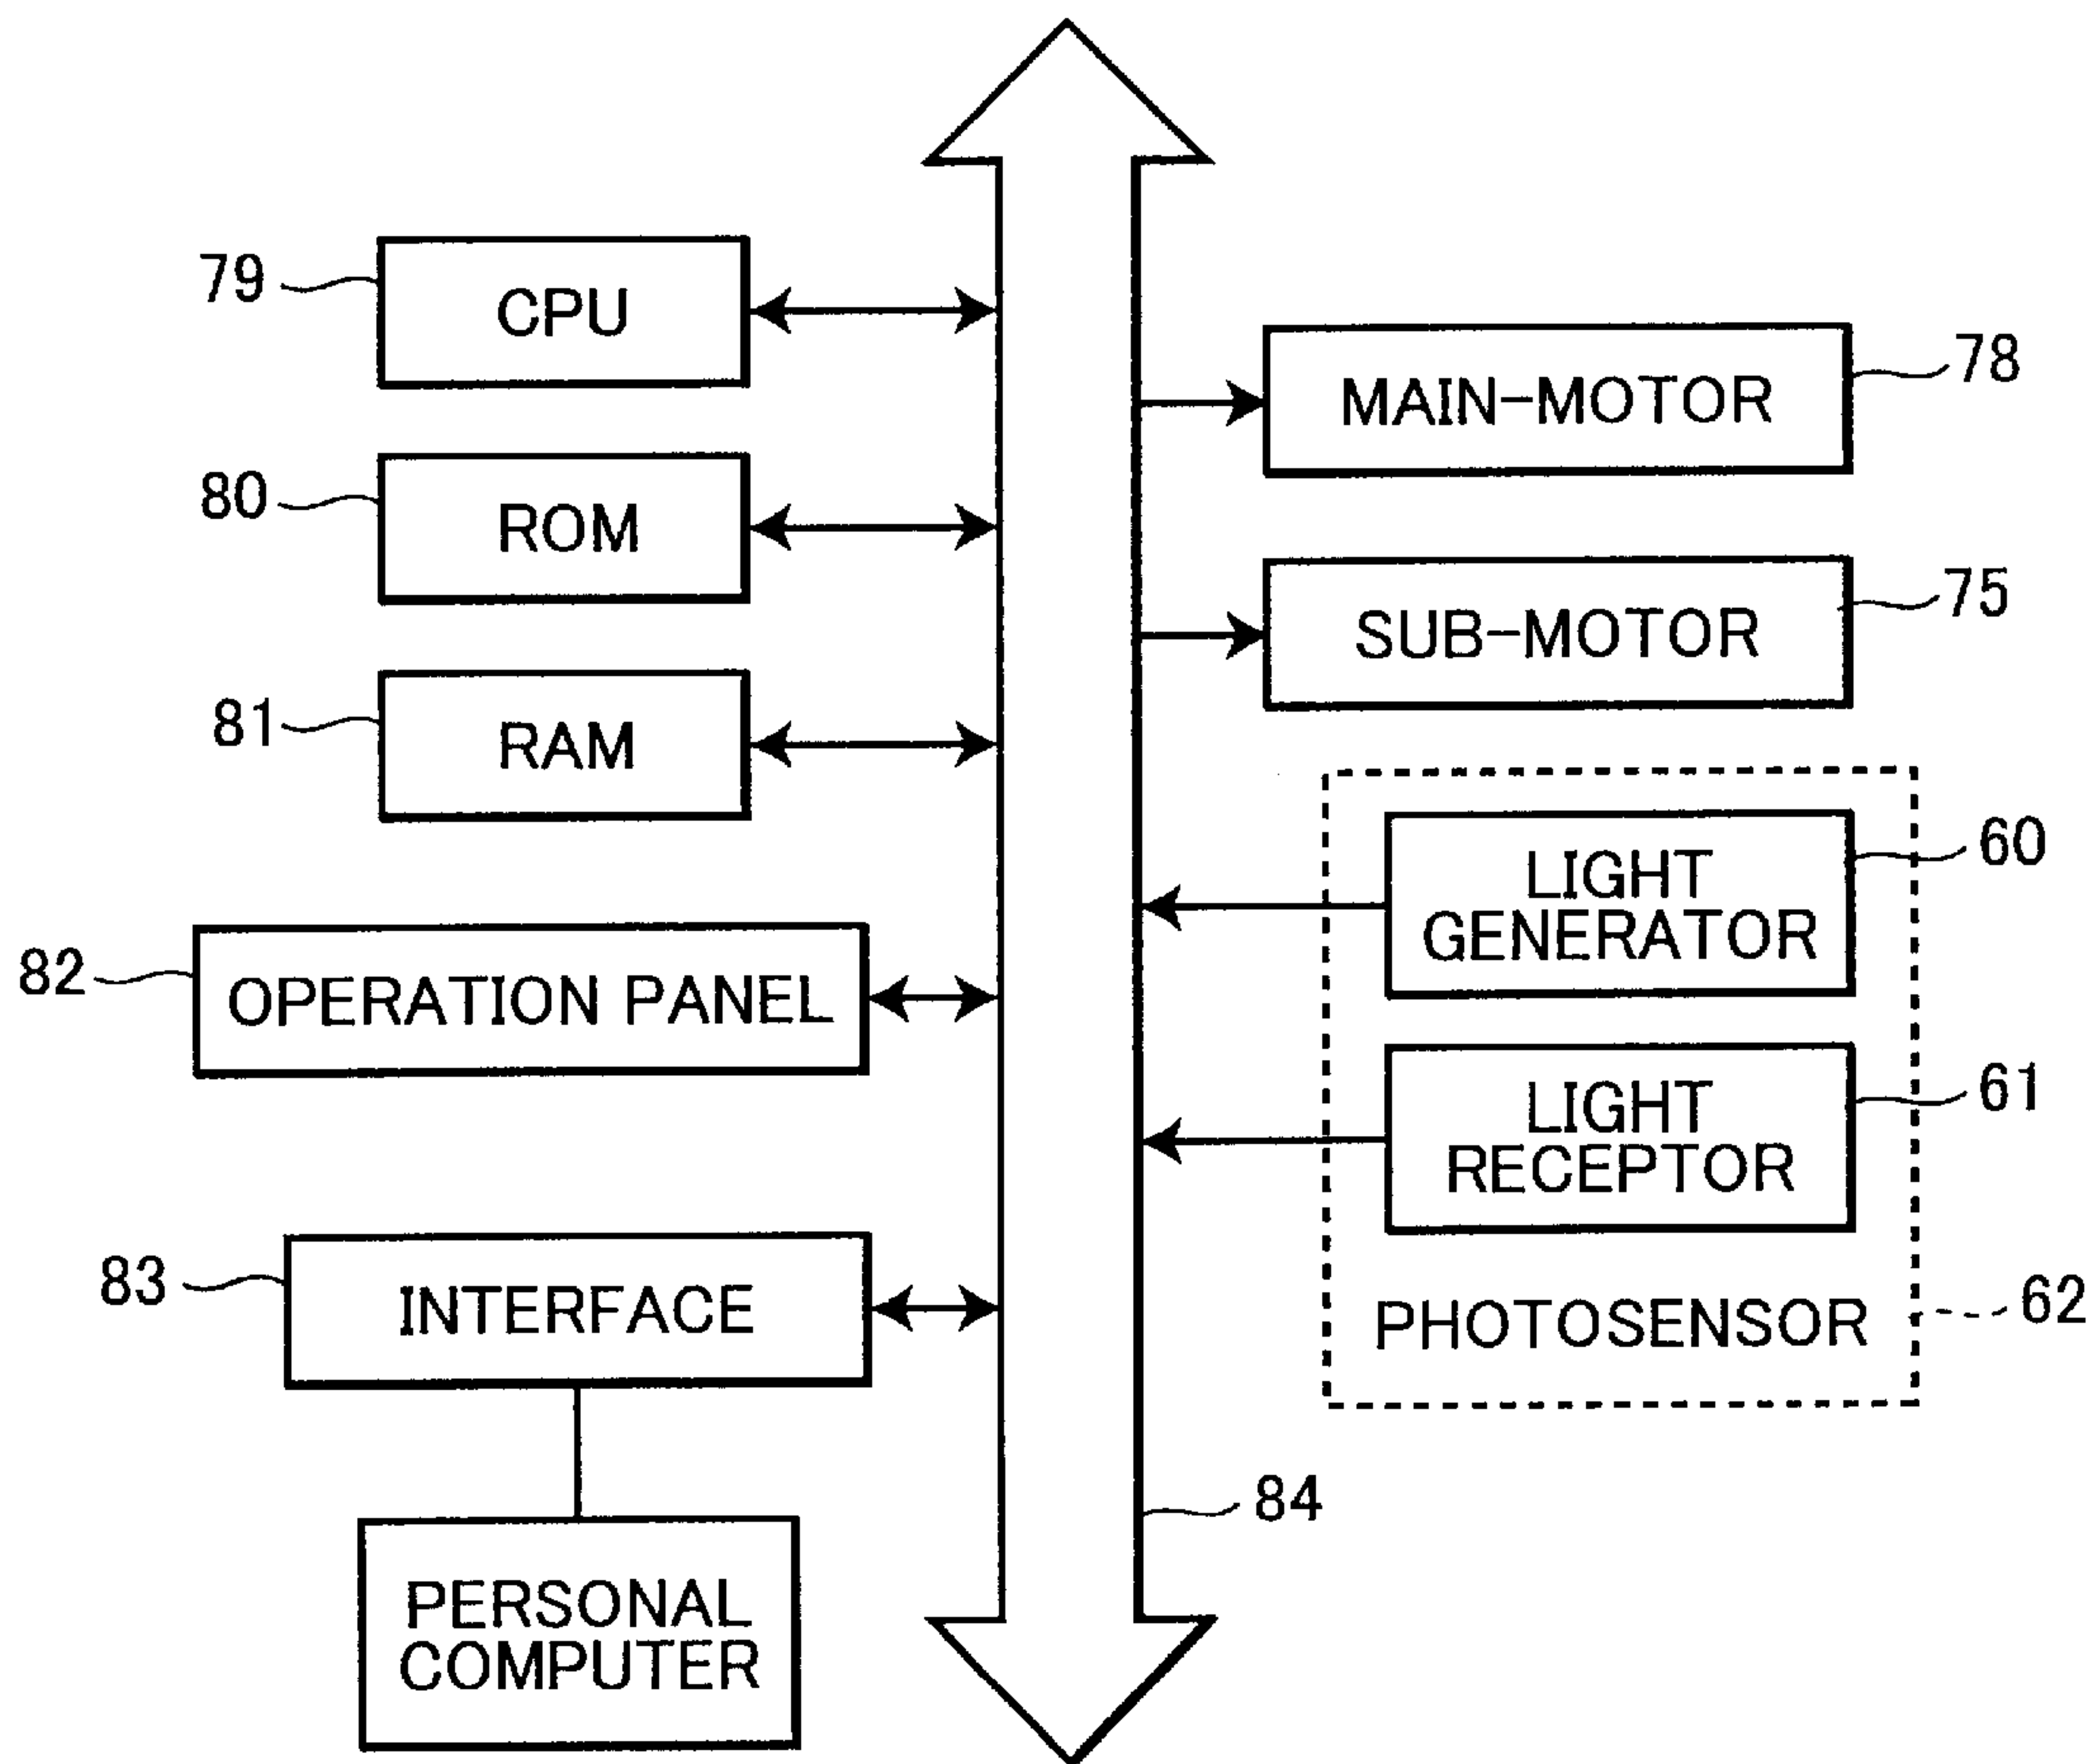 79
CPU
80
ROM
81
RAM
82
OPERATION PANEL
83
INTERFACE
PERSONAL
COMPUTER
MAIN-MOTOR
78
SUB-MOTOR
75
LIGHT
GENERATOR
60
LIGHT
RECEPTOR
61
PHOTOSENSOR
62
84